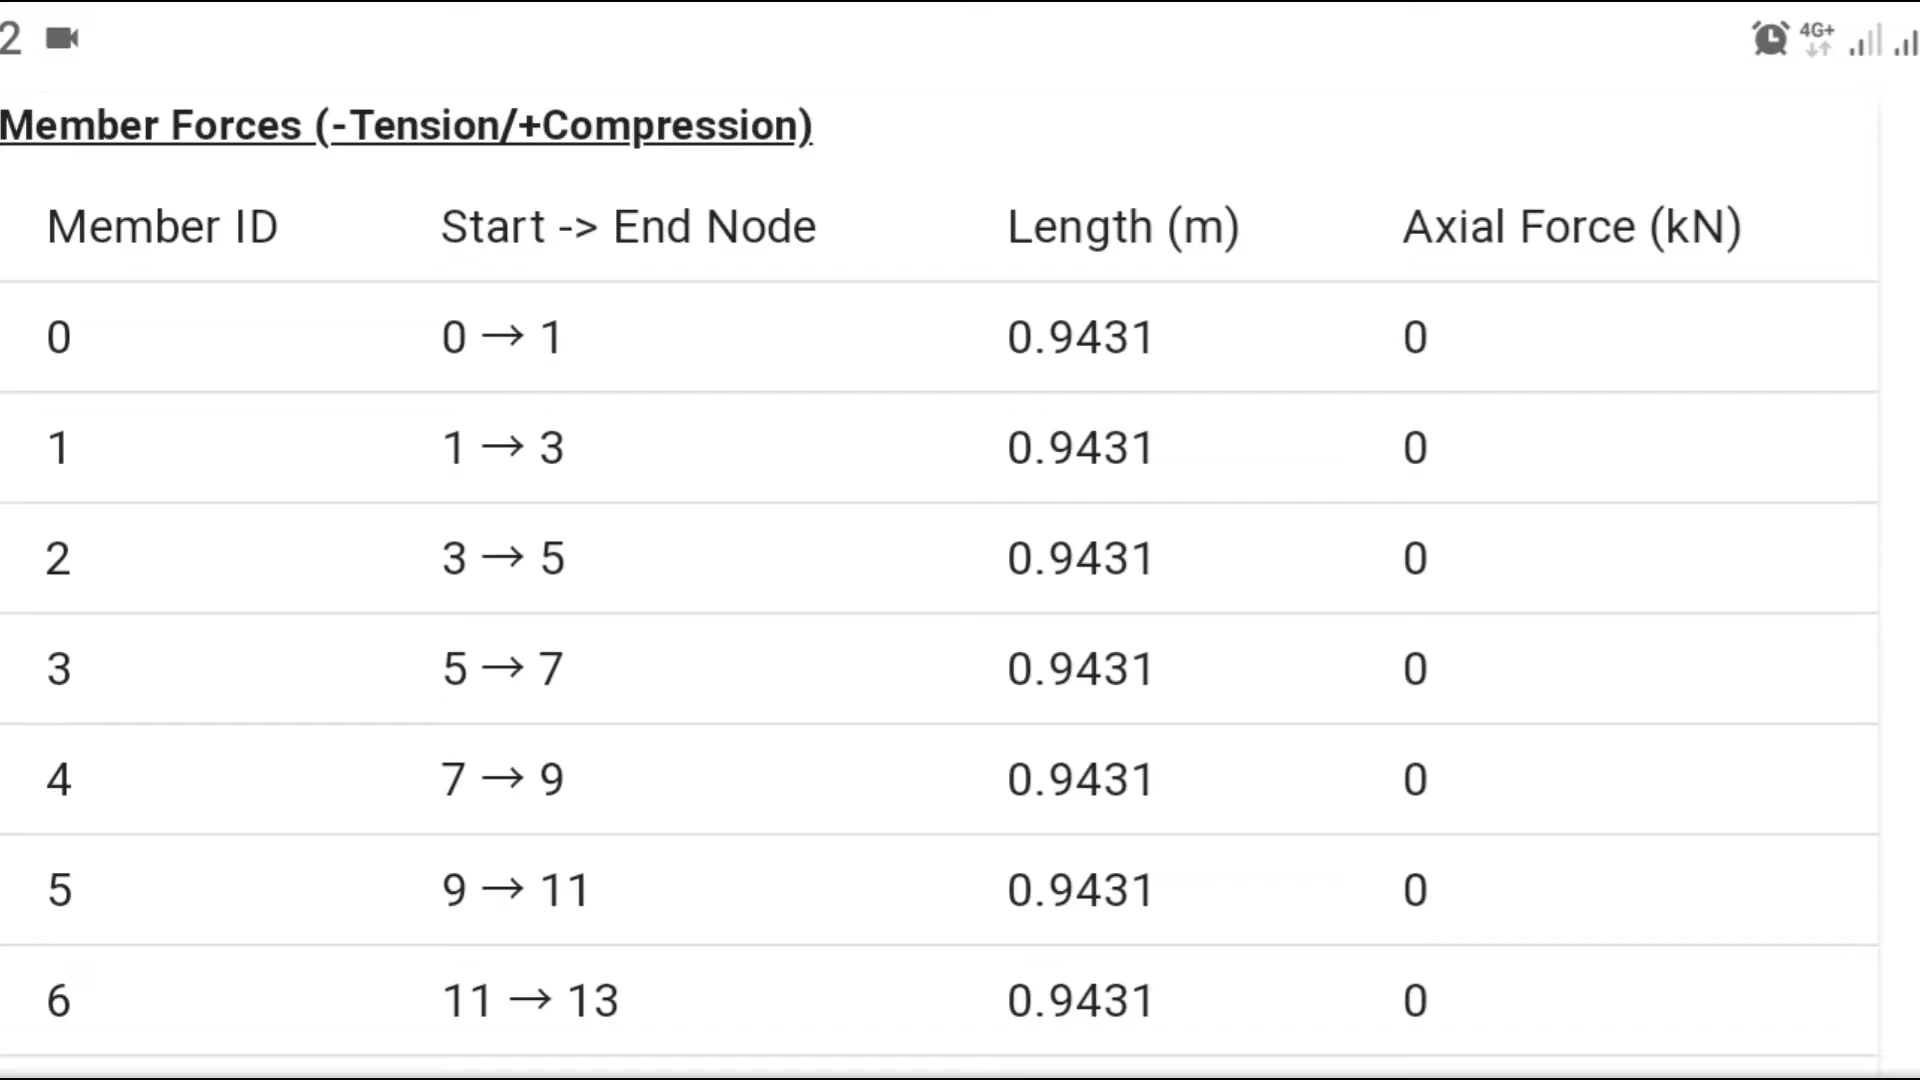 2
4G+
Member Forces (-Tension/+Compression)
Member ID Start -> End Node Length (m) Axial Force (kN)
0 0 → 1 0.9431 0
1 1 → 3 0.9431 0
2 3 → 5 0.9431 0
3 5 → 7 0.9431 0
4 7 → 9 0.9431 0
5 9 → 11 0.9431 0
6 11 → 13 0.9431 0